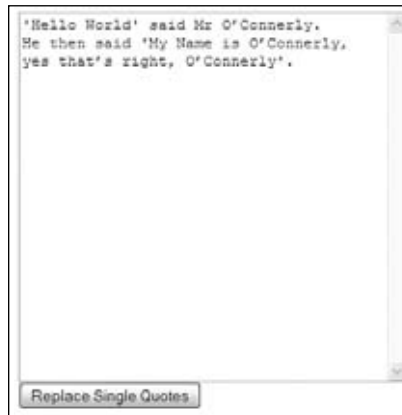 'Hello World' said Mr O'Connerly.
He then said 'My Name is O'Connerly,
yes that's right, O'Connerly'.
Replace Single Quotes